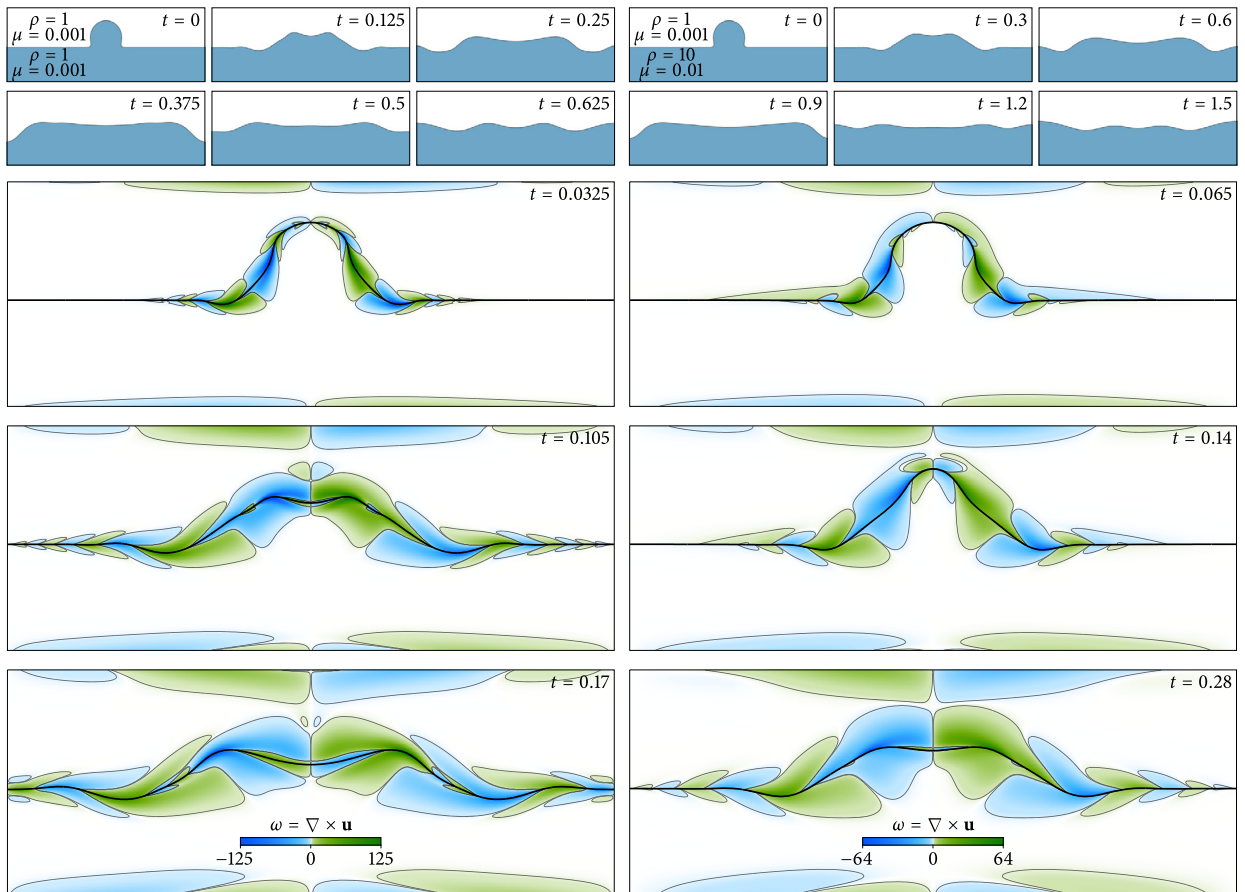 ρ = 1
μ = 0.001
ρ = 1
μ = 0.001
t = 0
t = 0.125
t = 0.25
ρ = 1
μ = 0.001
ρ = 10
μ = 0.01
t = 0
t = 0.3
t = 0.6
t = 0.375
t = 0.5
t = 0.625
t = 0.9
t = 1.2
t = 1.5
t = 0.0325
t = 0.065
t = 0.105
t = 0.14
t = 0.17
t = 0.28
ω = ∇ × u
−125 0 125
ω = ∇ × u
−64 0 64